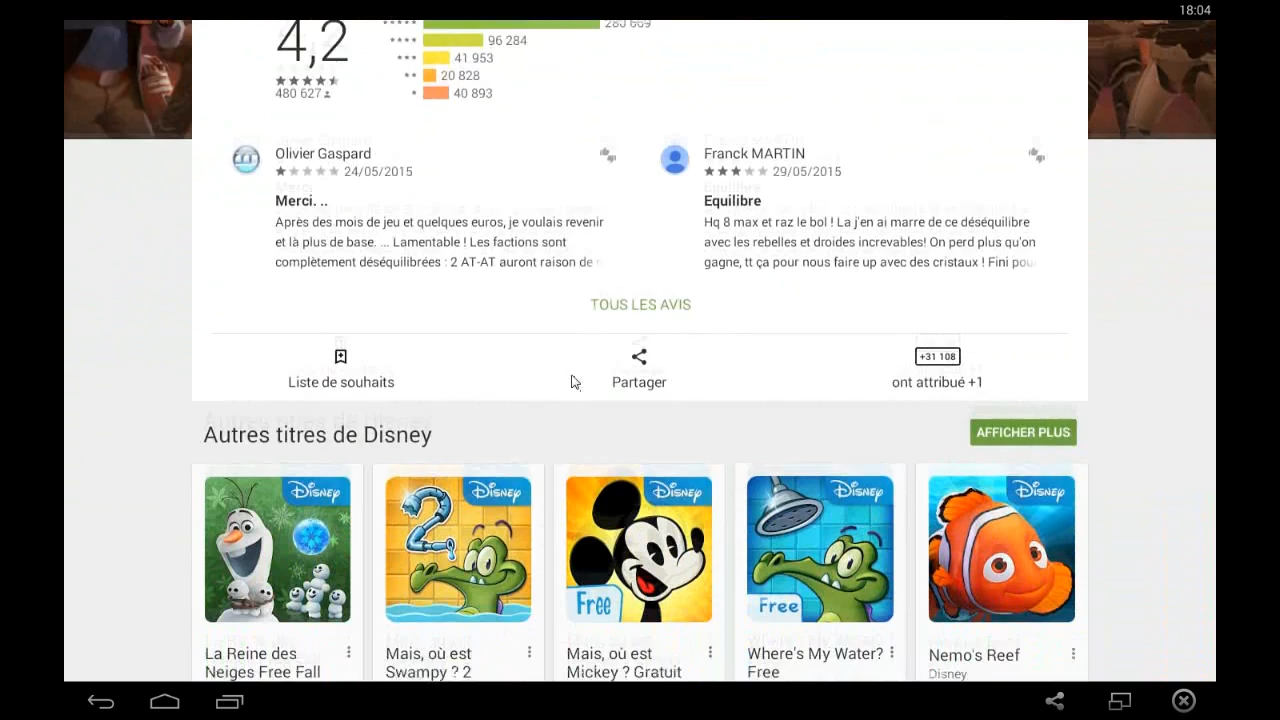 18:04
4,2
283 669
96 284
41 953
20 828
40 893
480 627
Olivier Gaspard
24/05/2015
Merci. ..
Après des mois de jeu et quelques euros, je voulais revenir
et là plus de base. ... Lamentable ! Les factions sont
complètement déséquilibrées : 2 AT-AT auront raison de
Franck MARTIN
29/05/2015
Equilibre
Hq 8 max et raz le bol ! La j'en ai marre de ce déséquilibre
avec les rebelles et droides increvables! On perd plus qu'on
gagne, tt ça pour nous faire up avec des cristaux ! Fini
TOUS LES AVIS
Liste de souhaits
Partager
+31 108
ont attribué +1
Autres titres de Disney
AFFICHER PLUS
Disney
La Reine des
Neiges Free Fall
Disney
2
Mais, où est
Swampy ? 2
Disney
Free
Mais, où est
Mickey ? Gratuit
Disney
Free
Where's My Water?
Free
Disney
Nemo's Reef
Disney